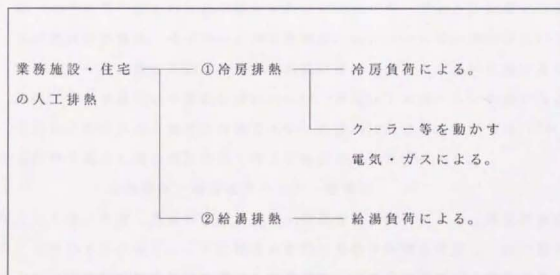 業務施設・住宅 ①冷房排熱 冷房負荷による。
の人工排熱
クーラー等を動かす
電気・ガスによる。
②給湯排熱 給湯負荷による。